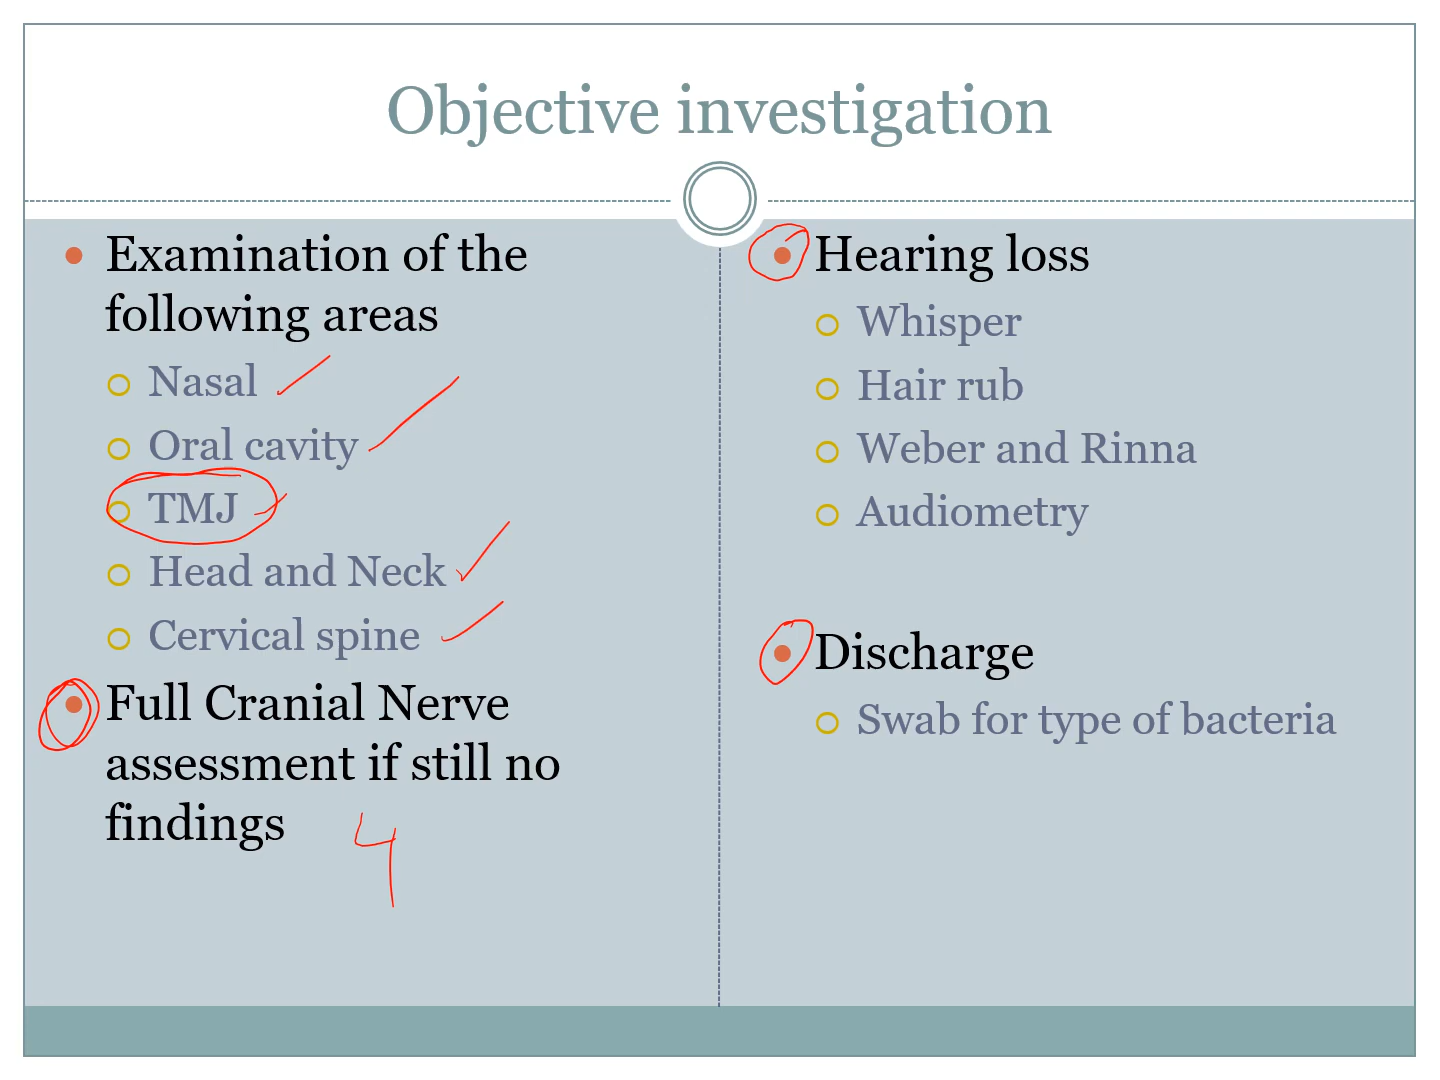 Objective investigation
Examination of the
following areas
Nasal
Oral cavity
TMJ
Head and Neck
Cervical spine
Full Cranial Nerve
assessment if still no
findings
4
Hearing loss
Whisper
Hair rub
Weber and Rinna
Audiometry
Discharge
Swab for type of bacteria